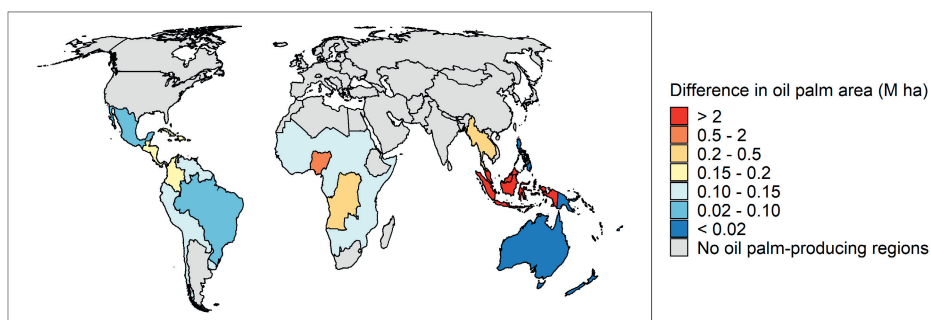 Difference in oil palm area (M ha)
> 2
0.5 - 2
0.2 - 0.5
0.15 - 0.2
0.10 - 0.15
0.02 - 0.10
< 0.02
No oil palm-producing regions